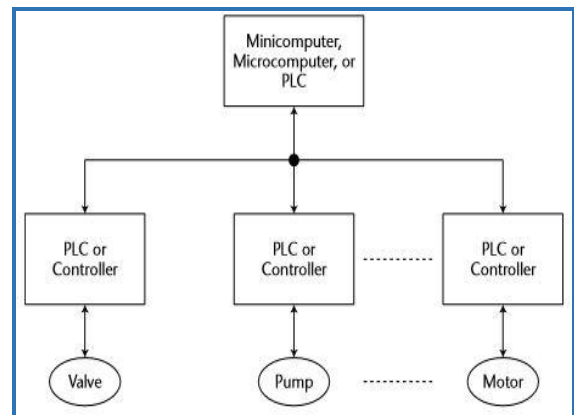 Minicomputer,
Microcomputer, or
PLC
PLC or
Controller
PLC or
Controller
PLC or
Controller
Valve
Pump
Motor